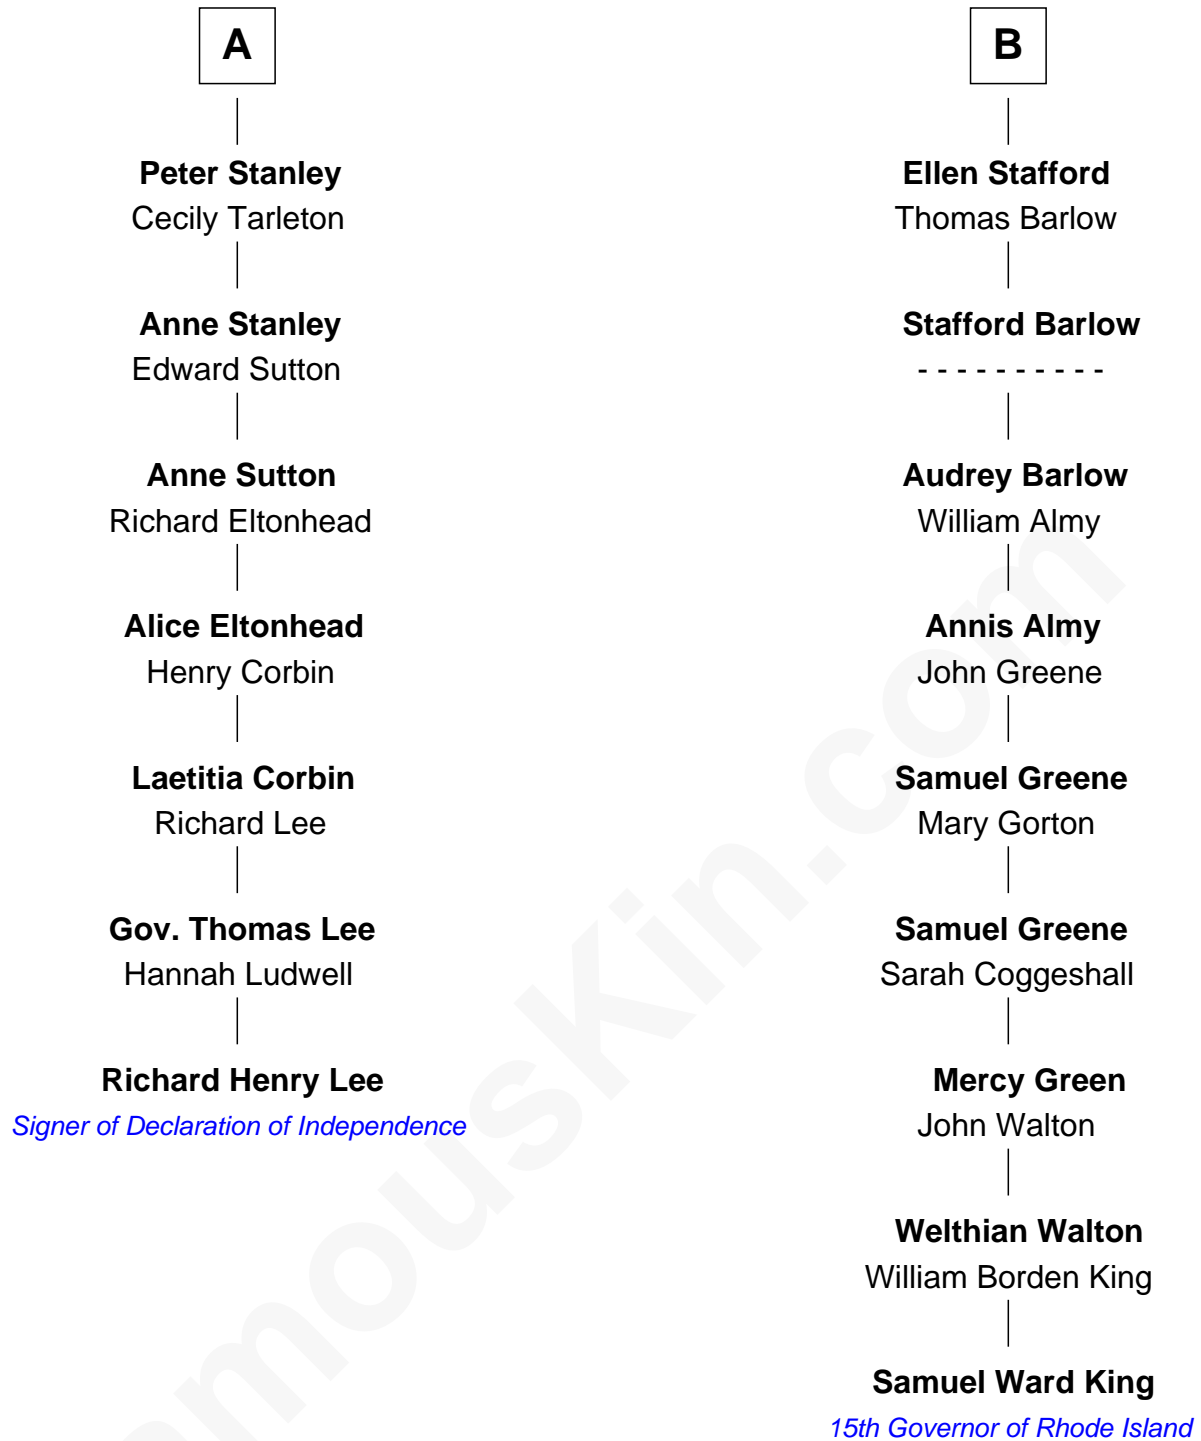 A
Peter Stanley
Cecily Tarleton
Anne Stanley
Edward Sutton
Anne Sutton
Richard Eltonhead
Alice Eltonhead
Henry Corbin
Laetitia Corbin
Richard Lee
Gov. Thomas Lee
Hannah Ludwell
Richard Henry Lee
Signer of Declaration of Independence
B
Ellen Stafford
Thomas Barlow
Stafford Barlow
- - - - - - - - - -
Audrey Barlow
William Almy
Annis Almy
John Greene
Samuel Greene
Mary Gorton
Samuel Greene
Sarah Coggeshall
Mercy Green
John Walton
Welthian Walton
William Borden King
Samuel Ward King
15th Governor of Rhode Island
amouskin.com